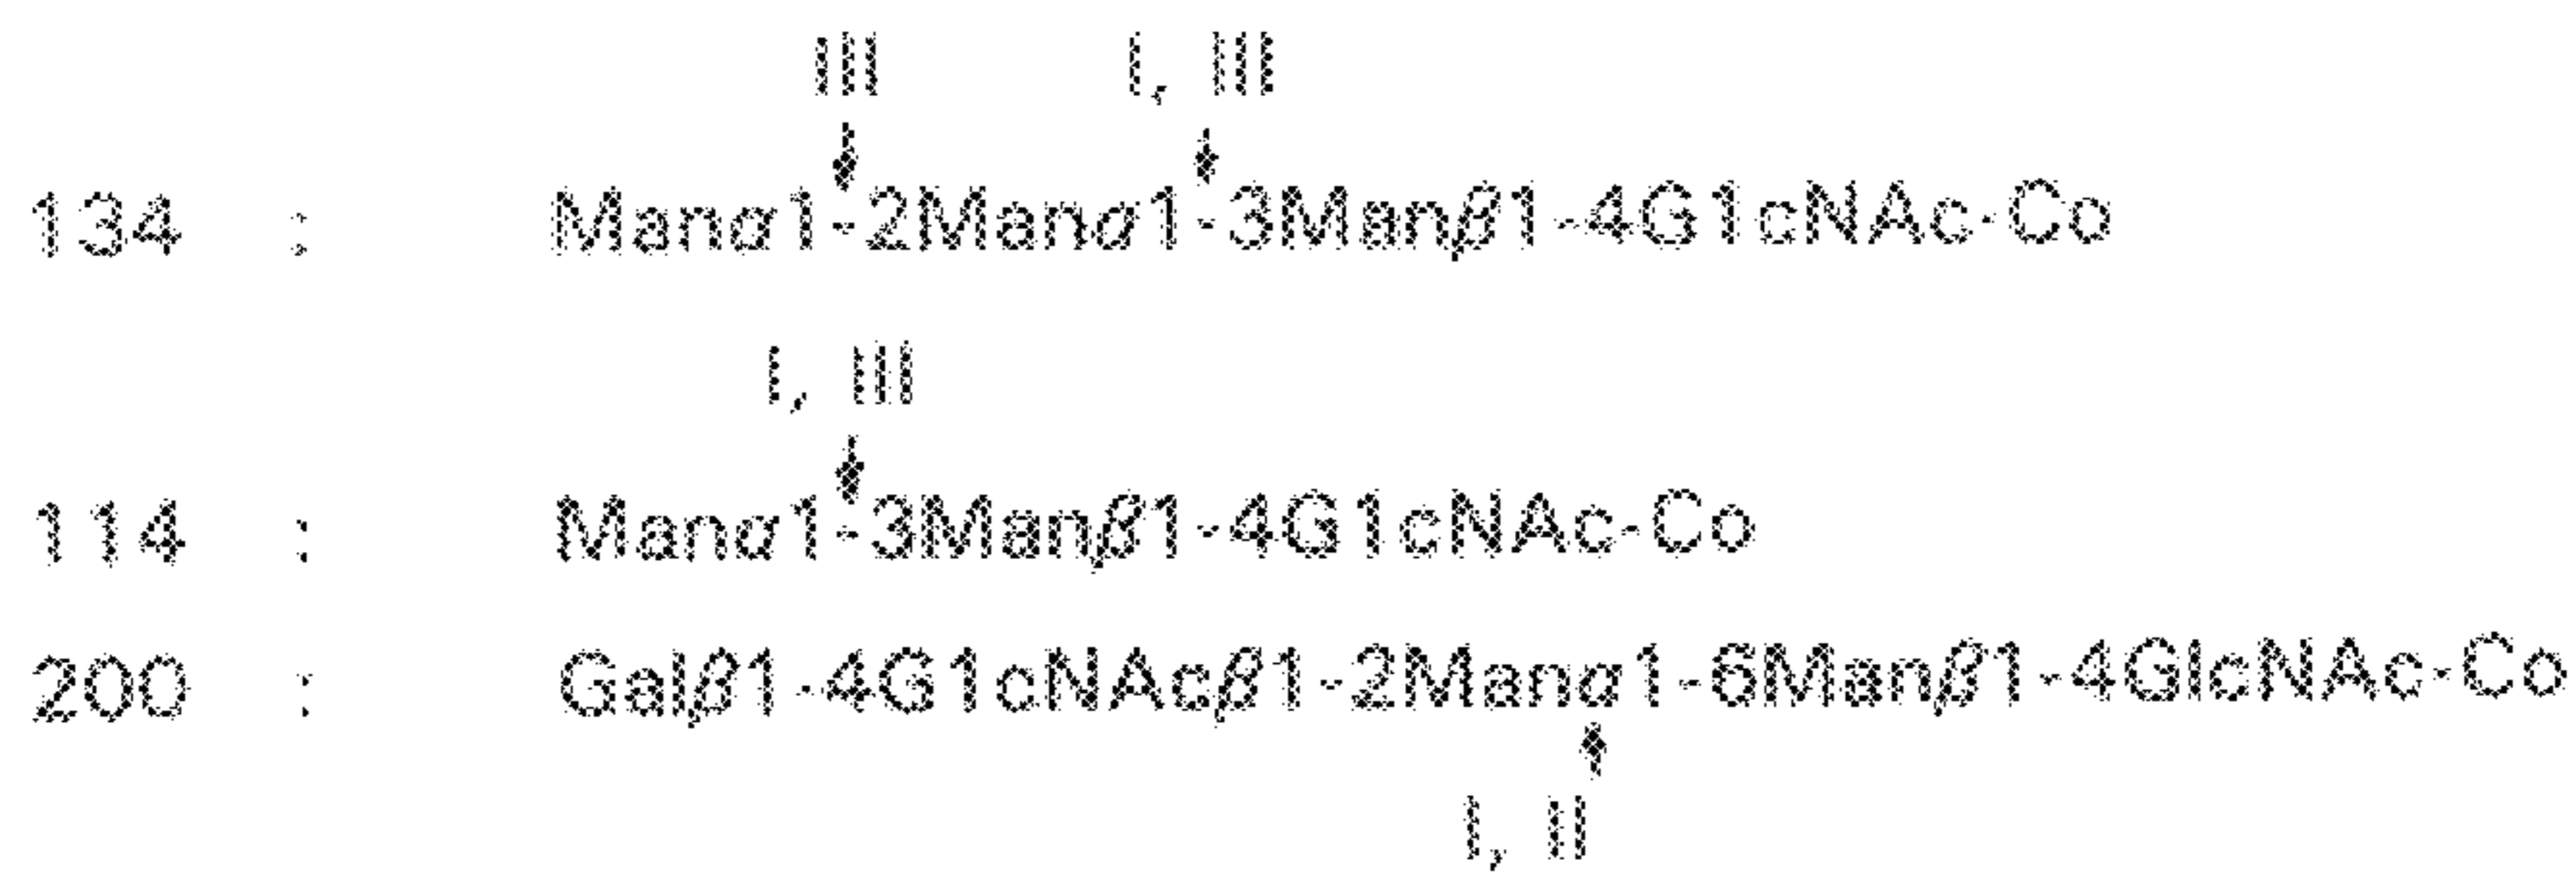 III I, III
134 : Manα1-2Manα1-3Manβ1-4G1cNAc-Co
I, III
114 : Manα1-3Manβ1-4G1cNAc-Co
200 : Galβ1-4G1cNAcβ1-2Manα1-6Manβ1-4GlcNAc-Co
I, II